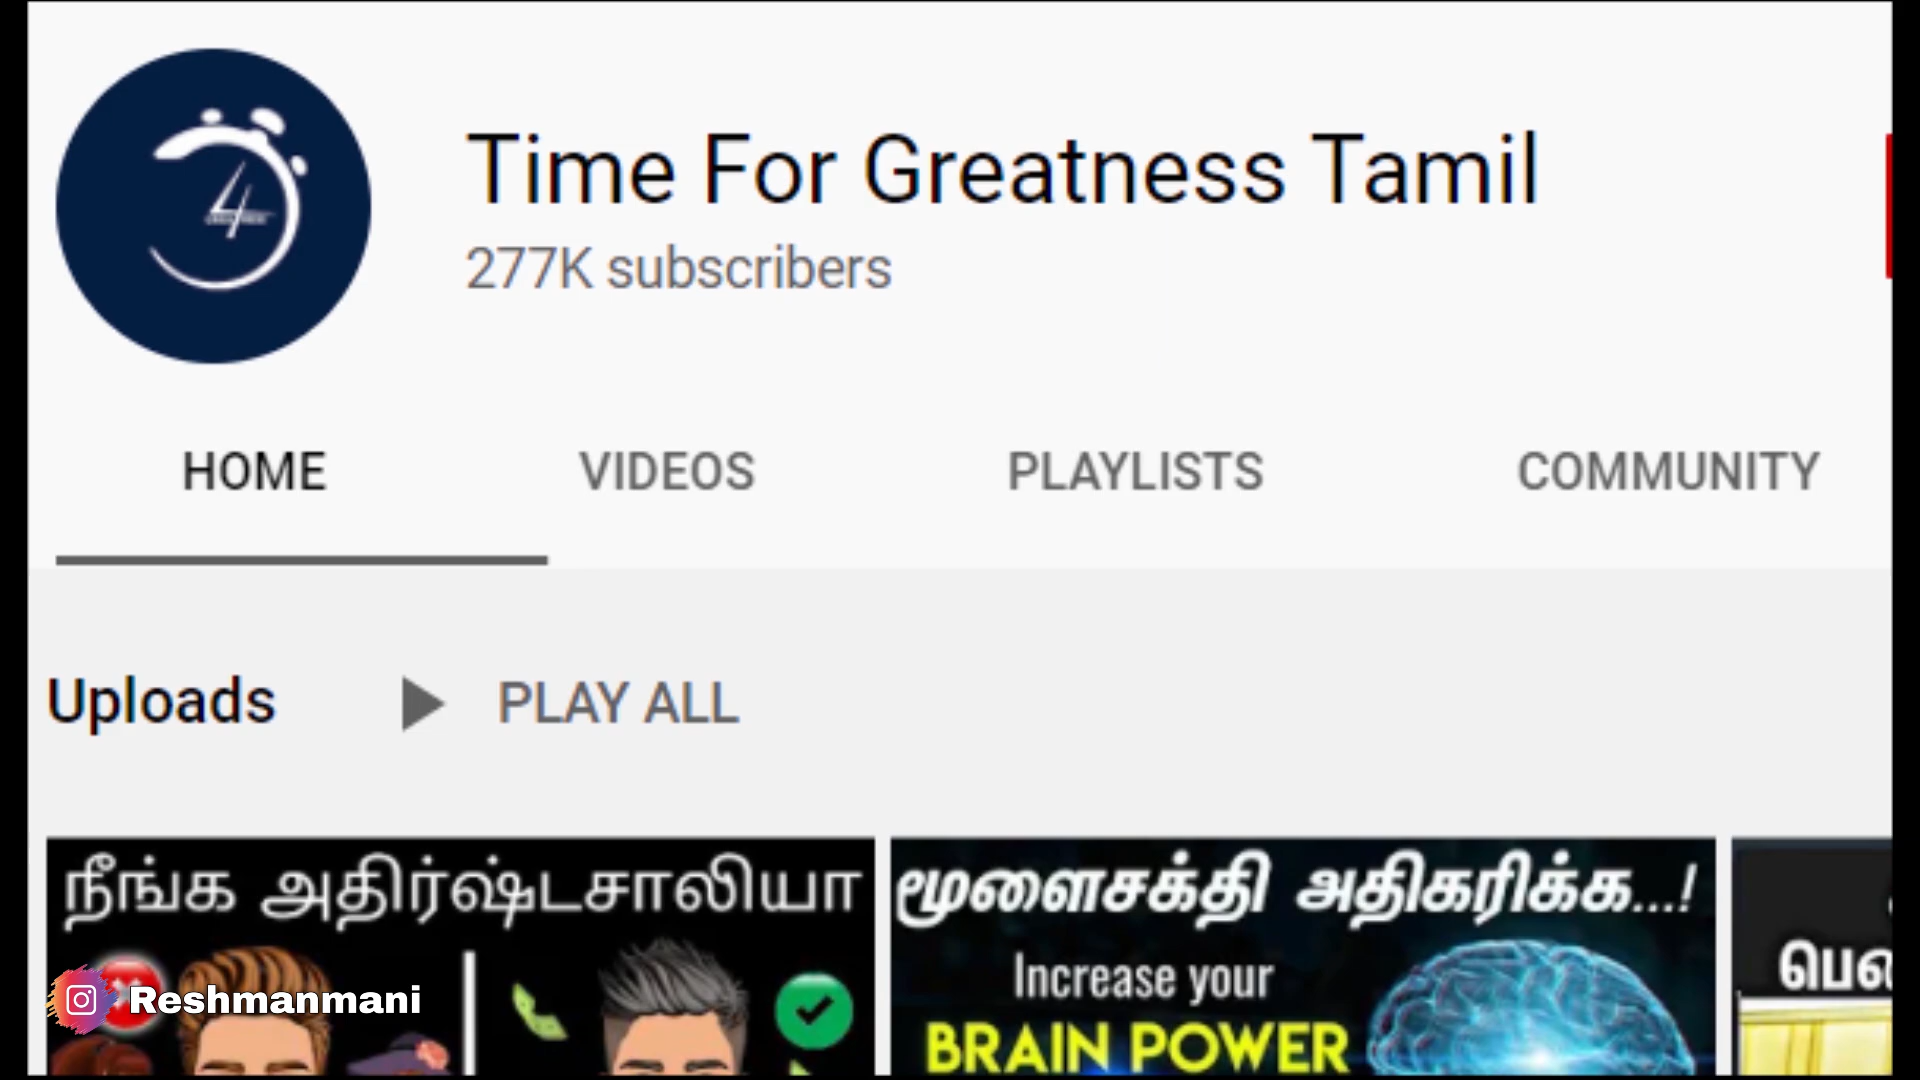 4
Time For Greatness Tamil
277K subscribers
HOME
VIDEOS
PLAYLISTS
COMMUNITY
Uploads
PLAY ALL
நீங்க அதிர்ஷ்டசாலியா
மூளைசக்தி அதிகரிக்க...!
Increase your
BRAIN POWER
Reshmanmani